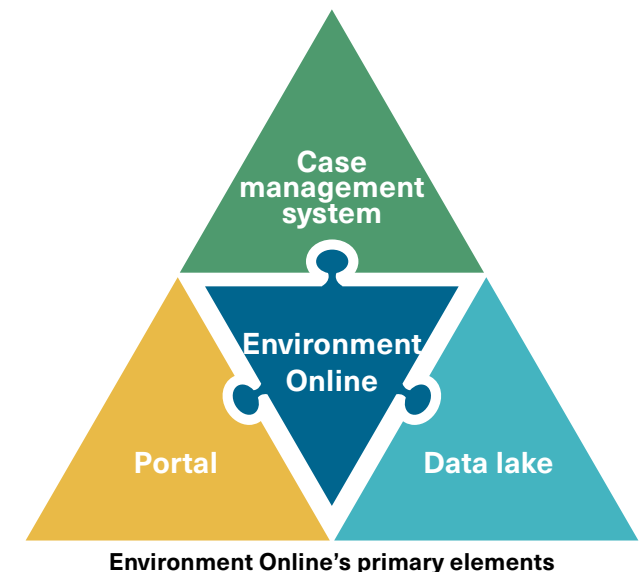 Case
management
system
Environment
Online
Portal
Data lake
Environment Online's primary elements